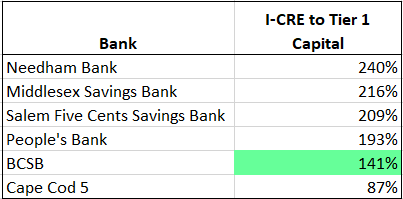 Bank I-CRE to Tier 1 Capital
Needham Bank 240%
Middlesex Savings Bank 216%
Salem Five Cents Savings Bank 209%
People's Bank 193%
BCSB 141%
Cape Cod 5 87%